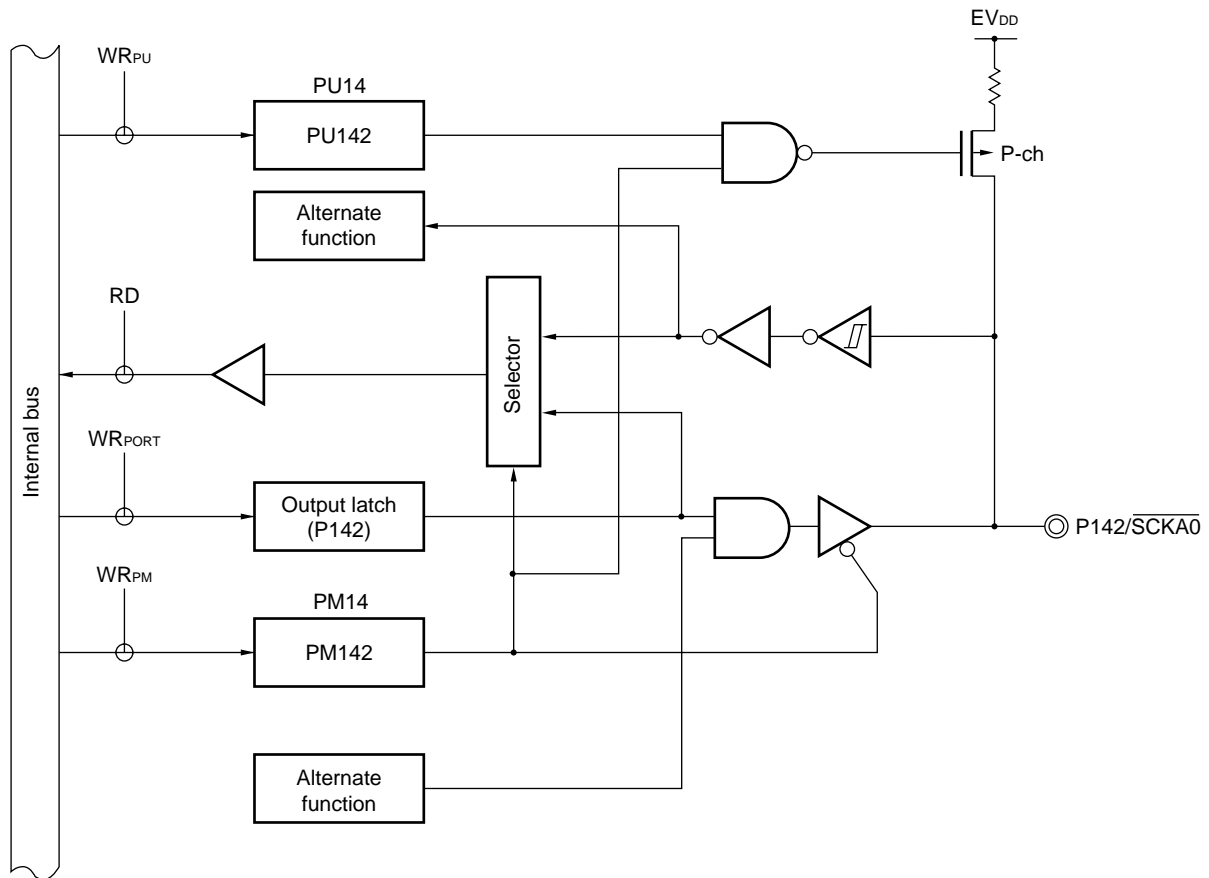 EVDD
WRPU
PU14
PU142
P-ch
Alternate
function
RD
Selector
Internal bus
WRPORT
Output latch
(P142)
P142/SCKA0
WRPM
PM14
PM142
Alternate
function